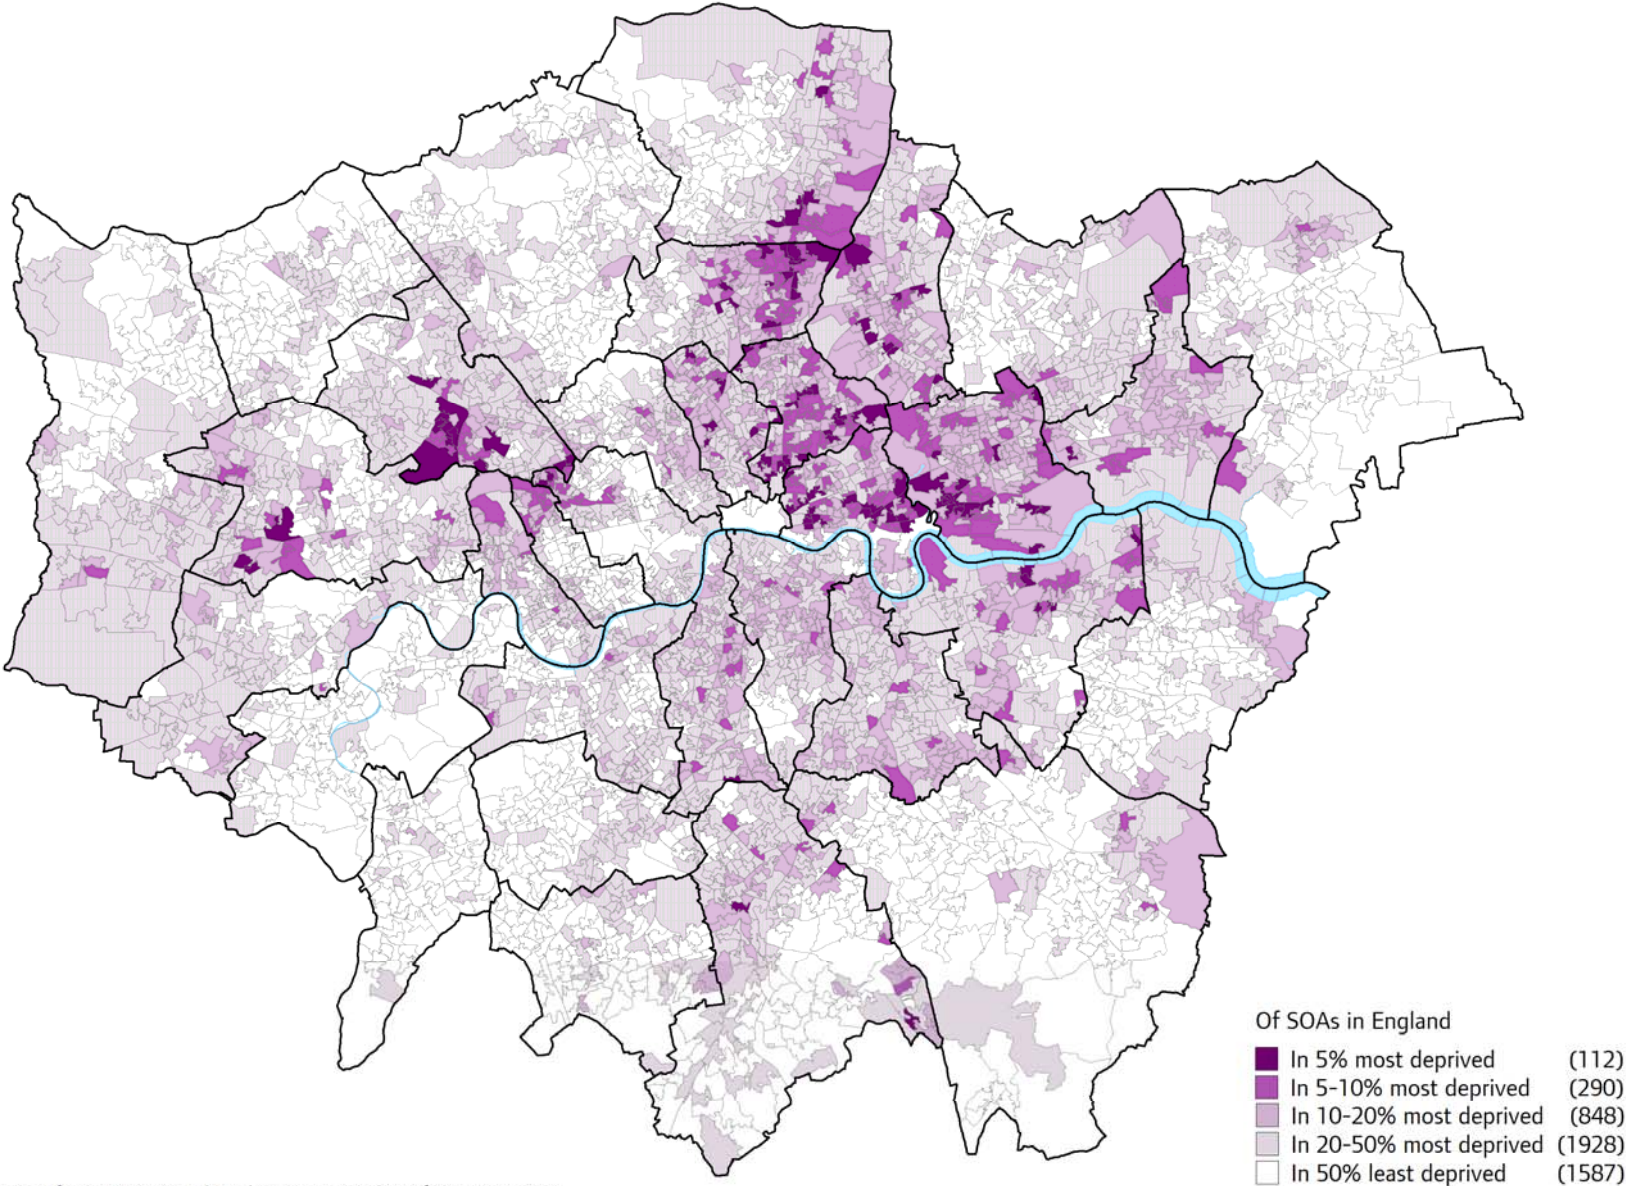 Of SOAs in England
In 5% most deprived (112)
In 5-10% most deprived (290)
In 10-20% most deprived (848)
In 20-50% most deprived (1928)
In 50% least deprived (1587)